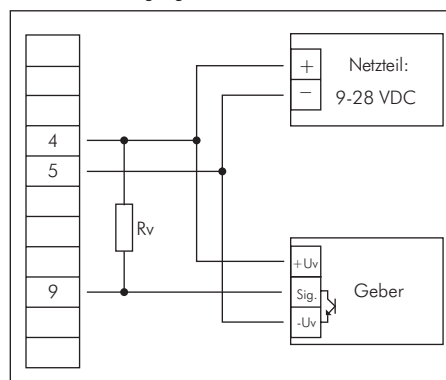 +
−
Netzteil:
9-28 VDC
4
5
Rv
9
+Uv
Sig.
-Uv
Geber